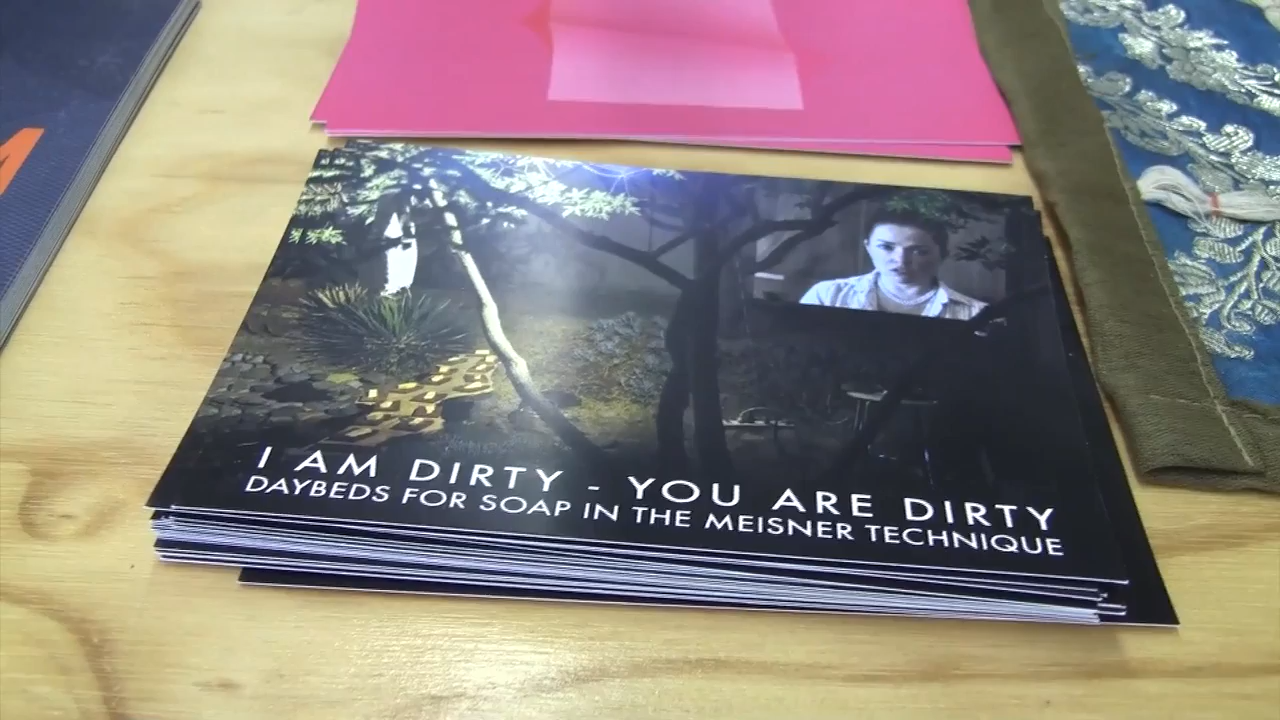 I AM DIRTY - YOU ARE DIRTY
DAYBEDS FOR SOAP IN THE MEISNER TECHNIQUE